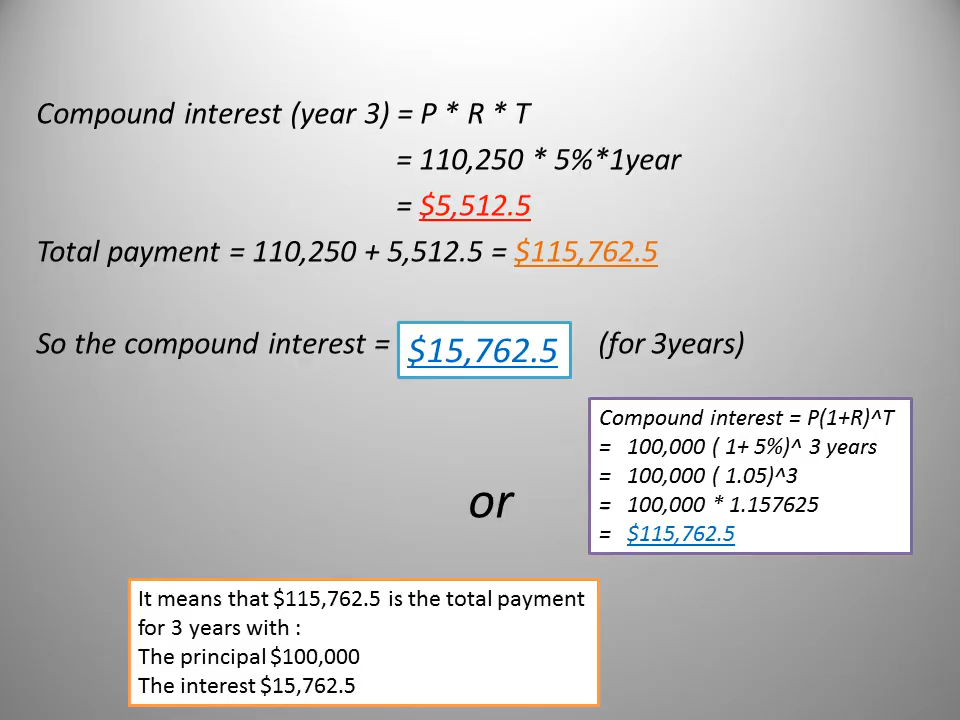 Compound interest (year 3) = P * R * T
= 110,250 * 5%*1year
= $5,512.5
Total payment = 110,250 + 5,512.5 = $115,762.5
So the compound interest = $15,762.5 (for 3years)
Compound interest = P(1+R)^T
= 100,000 ( 1+ 5%)^ 3 years
= 100,000 ( 1.05)^3
= 100,000 * 1.157625
= $115,762.5
or
It means that $115,762.5 is the total payment
for 3 years with :
The principal $100,000
The interest $15,762.5